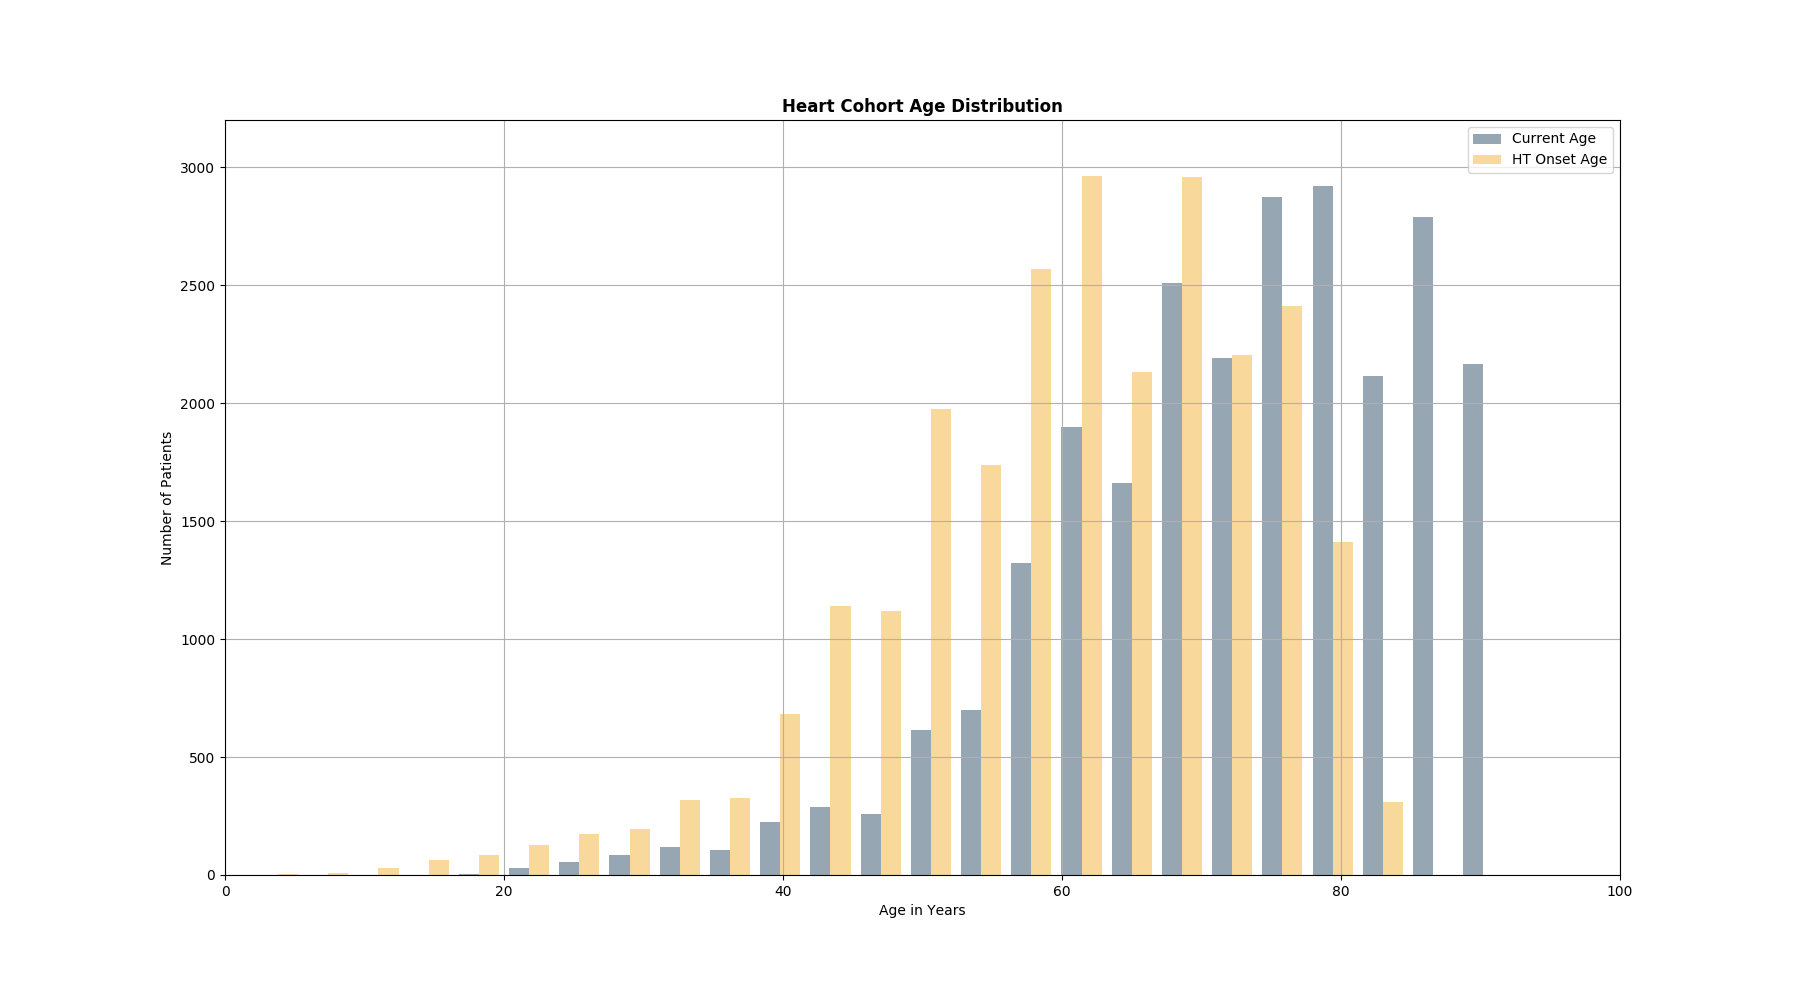 Heart Cohort Age Distribution
Current Age
HT Onset Age
3000
2500
2000
1500
1000
500
0
Number of Patients
0 20 40 60 80 100
Age in Years